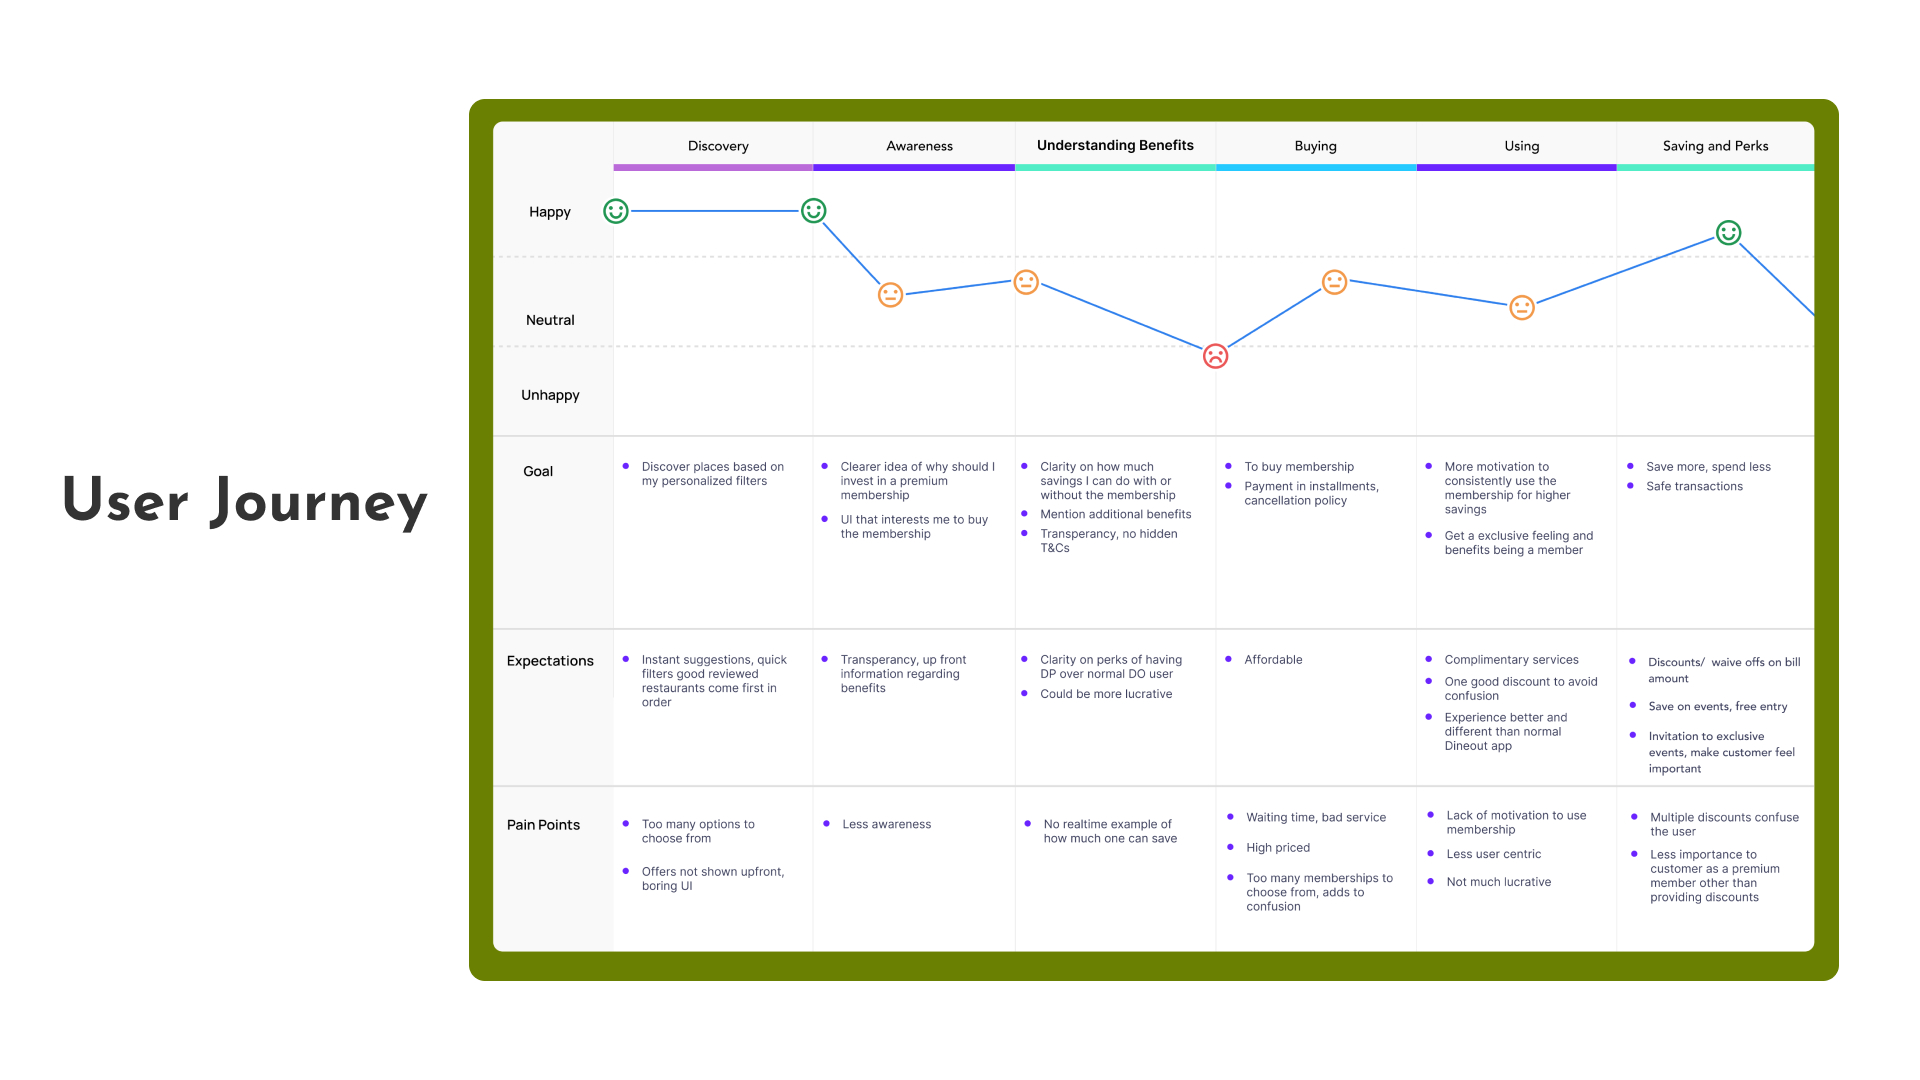 User Journey
Discovery
Awareness
Understanding Benefits
Buying
Using
Saving and Perks
Happy
Neutral
Unhappy
Goal
Discover places based on
my personalized filters
Clearer idea of why should I
invest in a premium
membership
UI that interests me to buy
the membership
Clarity on how much
savings I can do with or
without the membership
Mention additional benefits
Transperancy, no hidden
T&Cs
To buy membership
Payment in installments,
cancellation policy
More motivation to
consistently use the
membership for higher
savings
Get a exclusive feeling and
benefits being a member
Save more, spend less
Safe transactions
Expectations
Instant suggestions, quick
filters good reviewed
restaurants come first in
order
Transperancy, up front
information regarding
benefits
Clarity on perks of having
DP over normal DO user
Could be more lucrative
Affordable
Complimentary services
One good discount to avoid
confusion
Experience better and
different than normal
Dineout app
Discounts/ waive offs on bill
amount
Save on events, free entry
Invitation to exclusive
events, make customer feel
important
Pain Points
Too many options to
choose from
Offers not shown upfront,
boring UI
Less awareness
No realtime example of
how much one can save
Waiting time, bad service
High priced
Too many memberships to
choose from, adds to
confusion
Lack of motivation to use
membership
Less user centric
Not much lucrative
Multiple discounts confuse
the user
Less importance to
customer as a premium
member other than
providing discounts